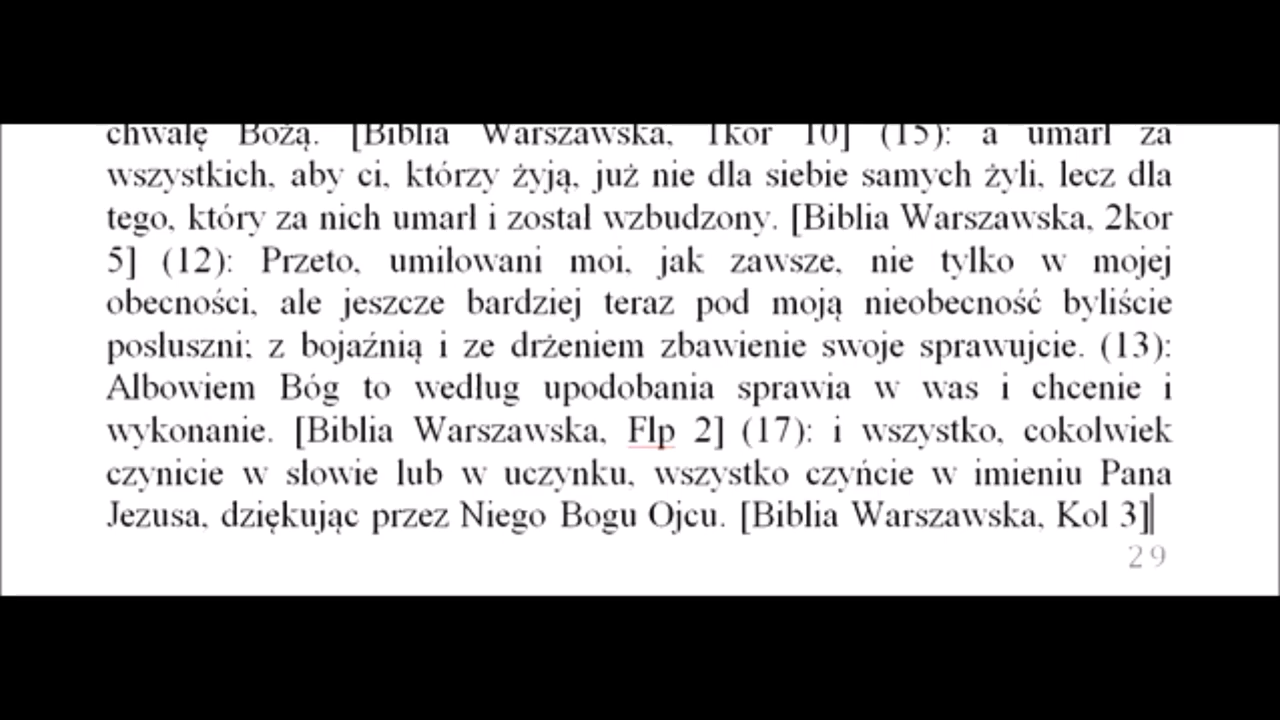 chwałę Bożą. [Biblia Warszawska, 1kor 10] (15): a umarł za
wszystkich, aby ci, którzy żyją, już nie dla siebie samych żyli, lecz dla
tego, który za nich umarł i został wzbudzony. [Biblia Warszawska, 2kor
5] (12): Przeto, umiłowani moi, jak zawsze, nie tylko w mojej
obecności, ale jeszcze bardziej teraz pod moją nieobecność byliście
posłuszni; z bojaźnią i ze drżeniem zbawienie swoje sprawujcie. (13):
Albowiem Bóg to według upodobania sprawia w was i chcenie i
wykonanie. [Biblia Warszawska, Flp 2] (17): i wszystko, cokolwiek
czynicie w słowie lub w uczynku, wszystko czyńcie w imieniu Pana
Jezusa, dziękując przez Niego Bogu Ojcu. [Biblia Warszawska, Kol 3]
29